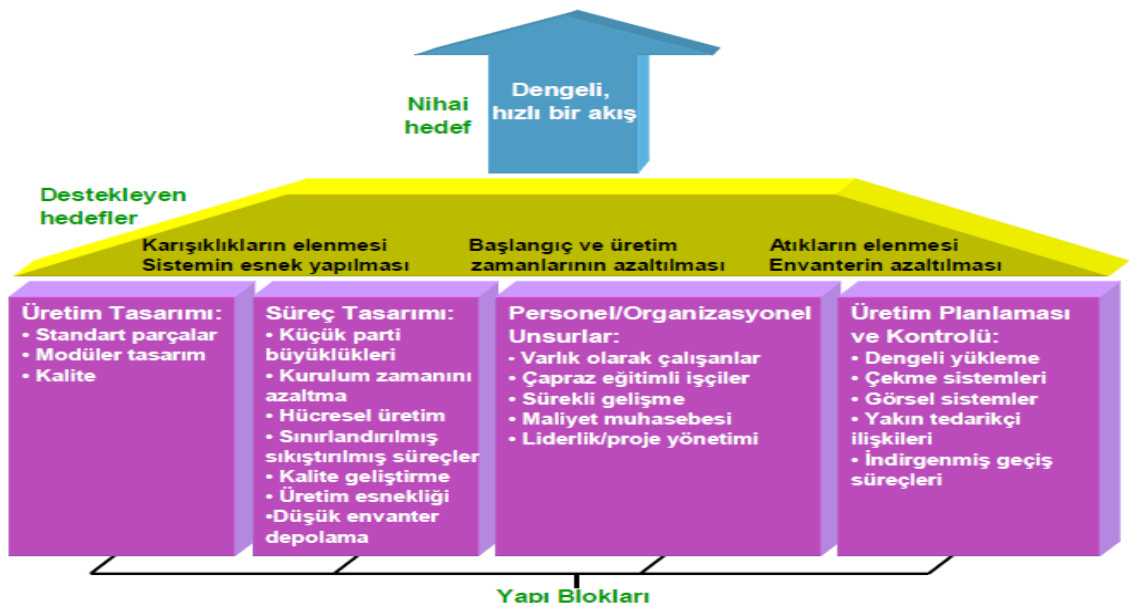 Dengeli,
hızlı bir akış
Nihai
hedef
Destekleyen
hedefler
Karışıklıkların elenmesi
Sistemin esnek yapılması
Başlangıç ve üretim
zamanlarının azaltılması
Atıkların elenmesi
Envanterin azaltılması
Üretim Tasarımı:
• Standart parçalar
• Modüler tasarım
• Kalite
Süreç Tasarımı:
• Küçük parti
büyüklükleri
• Kurulum zamanını
azaltma
• Hücresel üretim
• Sınırlandırılmış
sıkıştırılmış süreçler
• Kalite geliştirme
• Üretim esnekliği
•Düşük envanter
depolama
Personel/Organizasyonel
Unsurlar:
• Varlık olarak çalışanlar
• Çapraz eğitimli işçiler
• Sürekli gelişme
• Maliyet muhasebesi
• Liderlik/proje yönetimi
Üretim Planlaması
ve Kontrolü:
• Dengeli yükleme
• Çekme sistemleri
• Görsel sistemler
• Yakın tedarikçi
ilişkileri
• İndirgenmiş geçiş
süreçleri
Yapı Blokları